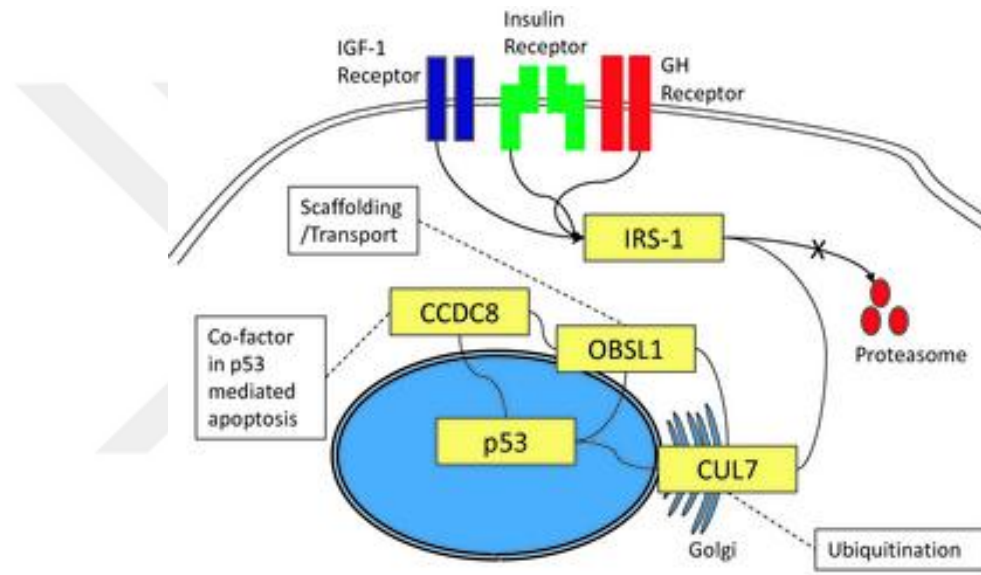 Insulin
Receptor
IGF-1
Receptor
GH
Receptor
Scaffolding
/Transport
IRS-1
X
CCDC8
OBSL1
Proteasome
Co-factor
in p53
mediated
apoptosis
p53
CUL7
Golgi
Ubiquitination